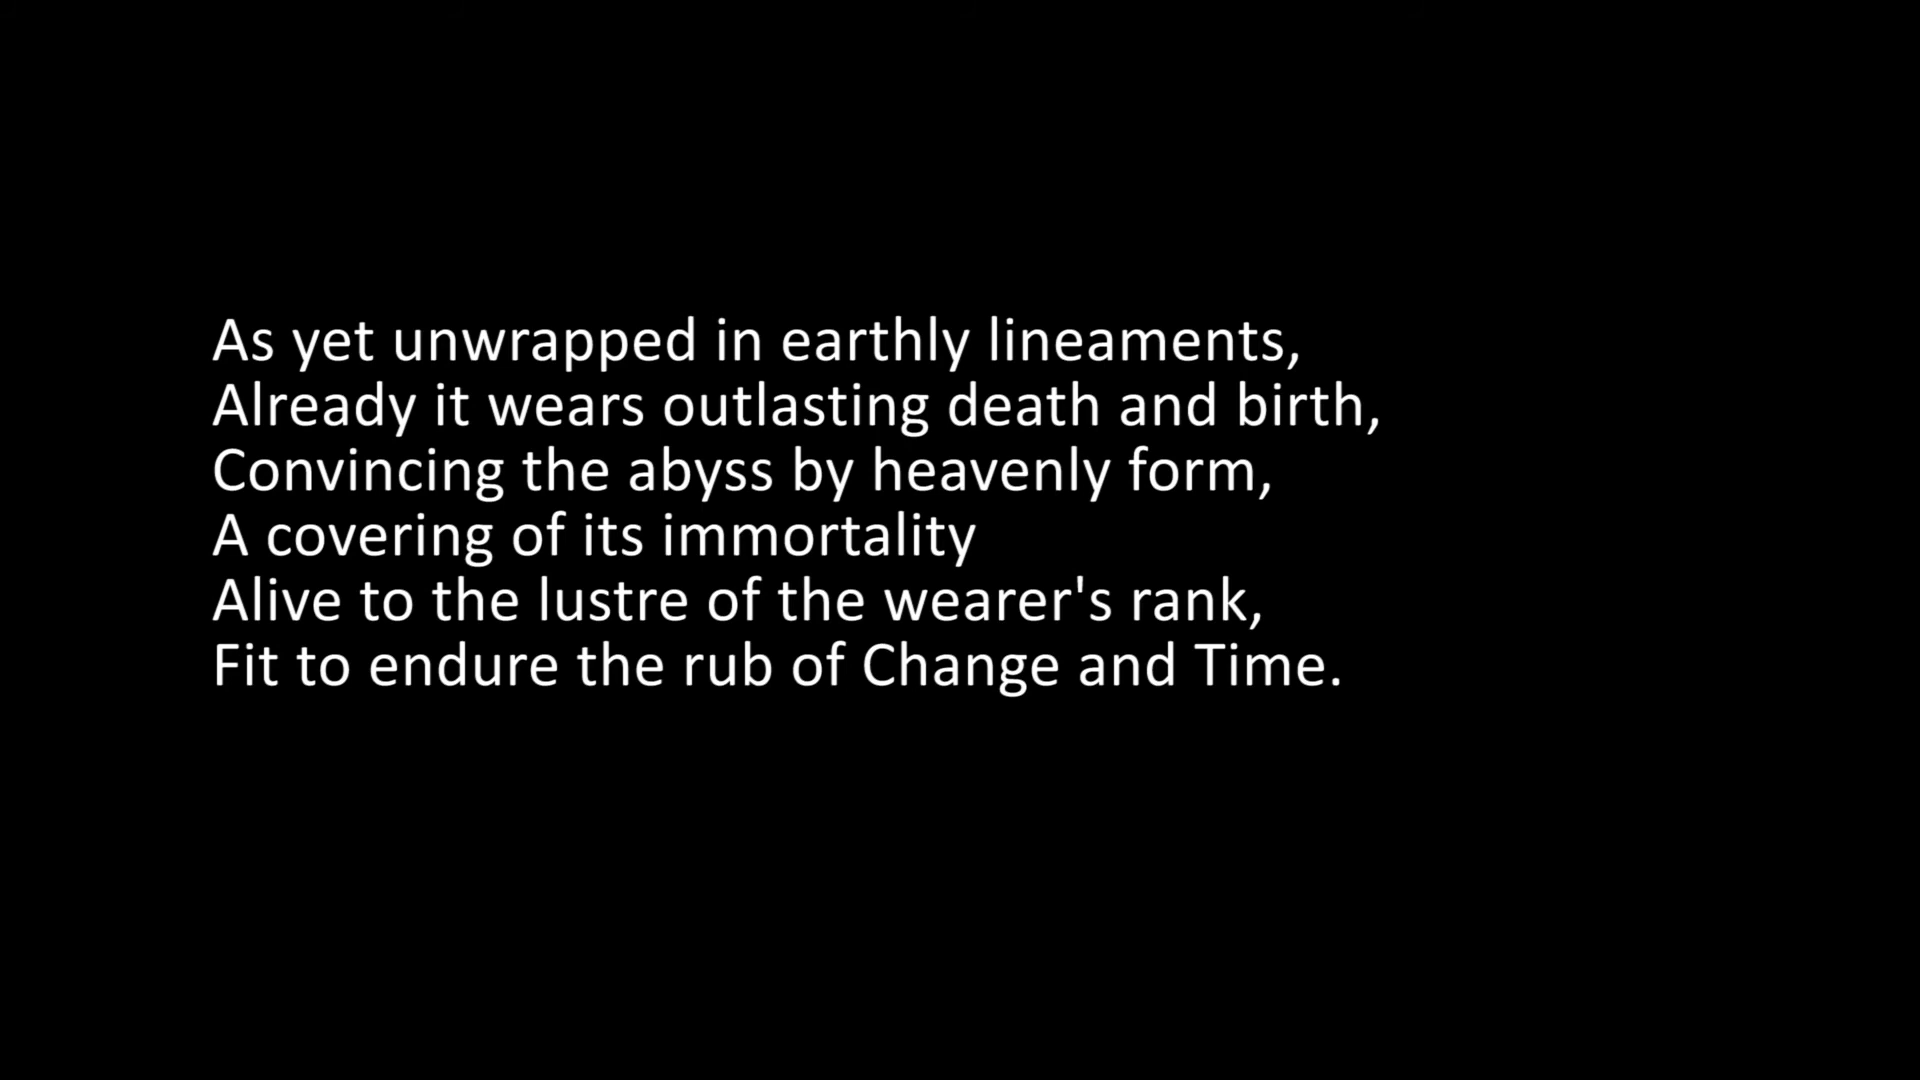 As yet unwrapped in earthly lineaments,
Already it wears outlasting death and birth,
Convincing the abyss by heavenly form,
A covering of its immortality
Alive to the lustre of the wearer's rank,
Fit to endure the rub of Change and Time.